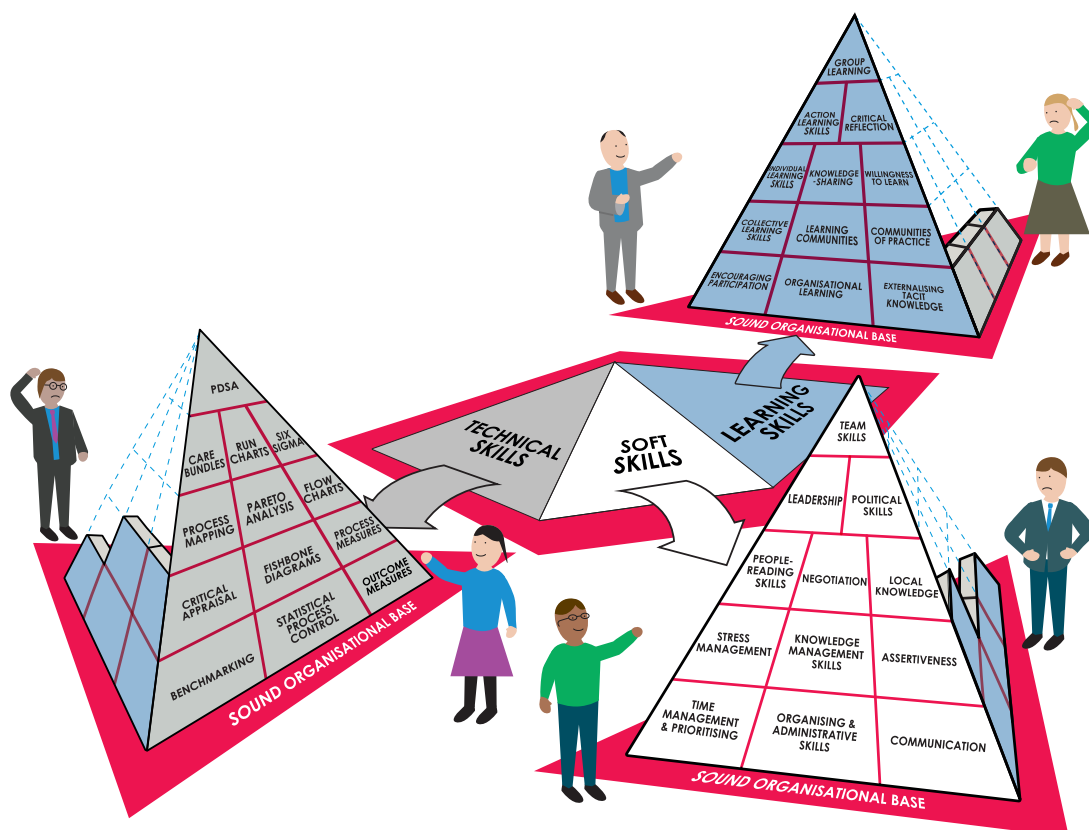 GROUP
LEARNING
ACTION
LEARNING
SKILLS
CRITICAL
REFLECTION
INDIVIDUAL
LEARNING
SKILLS
KNOWLEDGE
-SHARING
WILLINGNESS
TO LEARN
COLLECTIVE
LEARNING
SKILLS
LEARNING
COMMUNITIES
COMMUNITIES
OF PRACTICE
ENCOURAGING
PARTICIPATION
ORGANISATIONAL
LEARNING
EXTERNALISING
TACIT
KNOWLEDGE
SOUND ORGANISATIONAL BASE
TECHNICAL
SKILLS
SOFT
SKILLS
LEARNING
SKILLS
PDSA
CARE
BUNDLES
RUN
CHARTS
SIX
SIGMA
PROCESS
MAPPING
PARETO
ANALYSIS
FLOW
CHARTS
CRITICAL
APPRAISAL
FISHBONE
DIAGRAMS
PROCESS
MEASURES
BENCHMARKING
STATISTICAL
PROCESS
CONTROL
OUTCOME
MEASURES
SOUND ORGANISATIONAL BASE
TEAM
SKILLS
LEADERSHIP
POLITICAL
SKILLS
PEOPLE-
READING
SKILLS
NEGOTIATION
LOCAL
KNOWLEDGE
STRESS
MANAGEMENT
KNOWLEDGE
MANAGEMENT
SKILLS
ASSERTIVENESS
TIME
MANAGEMENT
& PRIORITISING
ORGANISING &
ADMINISTRATIVE
SKILLS
COMMUNICATION
SOUND ORGANISATIONAL BASE